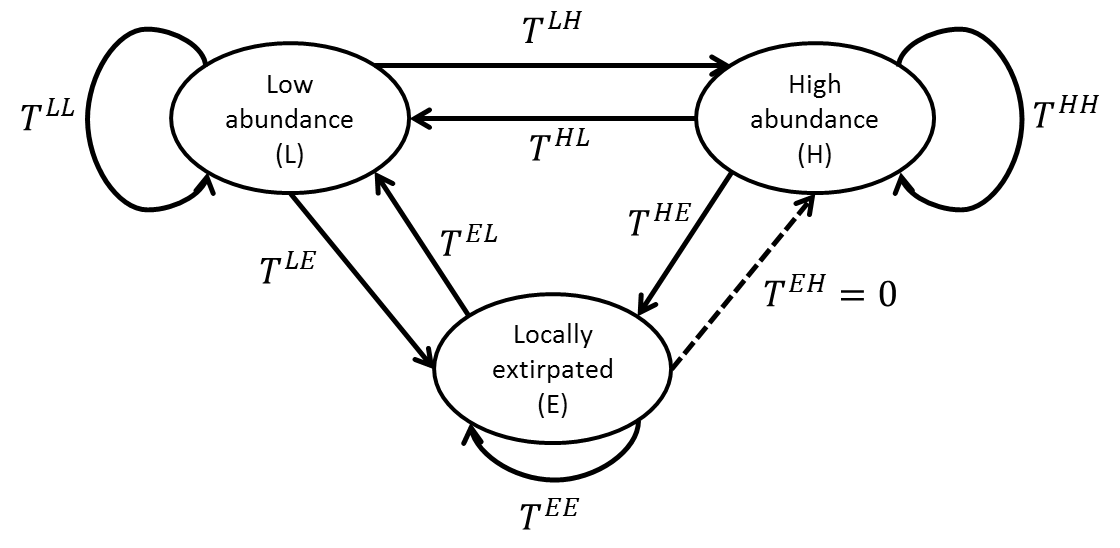 T^{LH}
Low
abundance
(L)
High
abundance
(H)
T^{LL}
T^{HH}
T^{HL}
T^{HE}
T^{EL}
T^{LE}
T^{EH} = 0
Locally
extirpated
(E)
T^{EE}